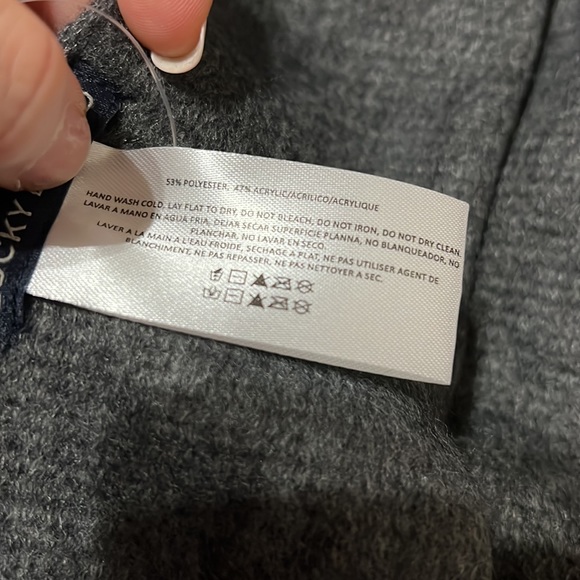 UCKY
53% POLYESTER, 47% ACRYLIC/ACRILICO/ACRYLIQUE
HAND WASH COLD, LAY FLAT TO DRY, DO NOT BLEACH, DO NOT IRON, DO NOT DRY CLEAN.
LAVAR A MANO EN AGUA FRIA, DEJAR SECAR SUPERFICIE PLANNA, NO BLANQUEADOR, NO
PLANCHAR, NO LAVAR EN SECO.
LAVER A LA MAIN A L'EAU FROIDE, SÉCHAGE A PLAT, NE PAS UTILISER AGENT DE
BLANCHIMENT, NE PAS REPASSER, NE PAS NETTOYER A SEC.